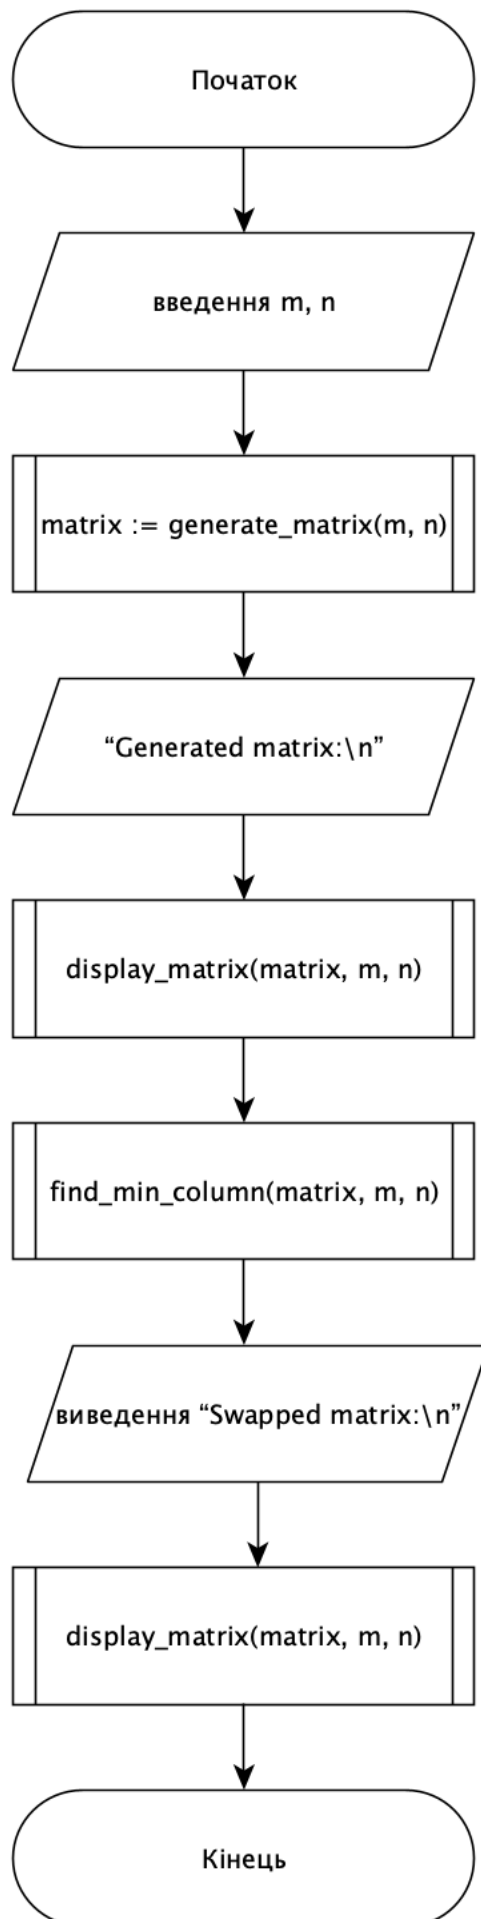 Початок
введення m, n
matrix := generate_matrix(m, n)
“Generated matrix:\n”
display_matrix(matrix, m, n)
find_min_column(matrix, m, n)
виведення “Swapped matrix:\n”
display_matrix(matrix, m, n)
Кінець